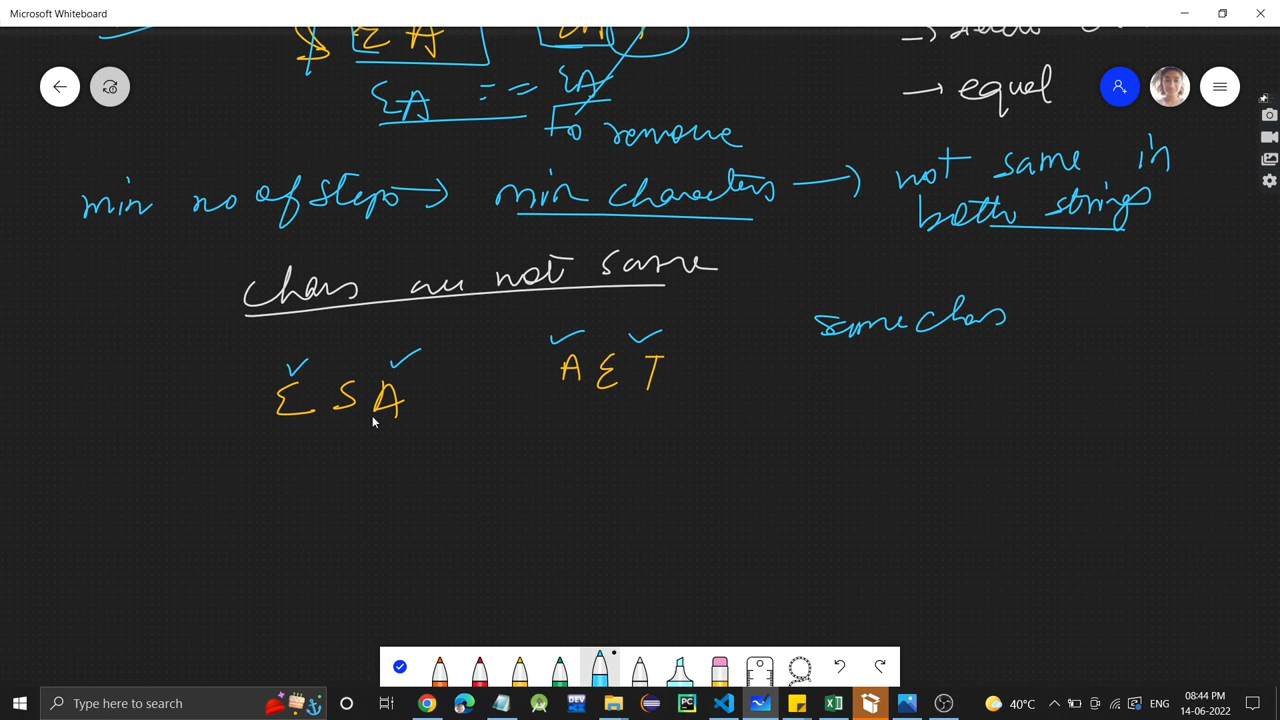 Microsoft Whiteboard
S E A
EA == EA
→ equal
To remove
min no of steps → min characters → not same in
both strings
chars are not same
same chars
E S A A E T
Type here to search
40°C ENG 08:44 PM
14-06-2022